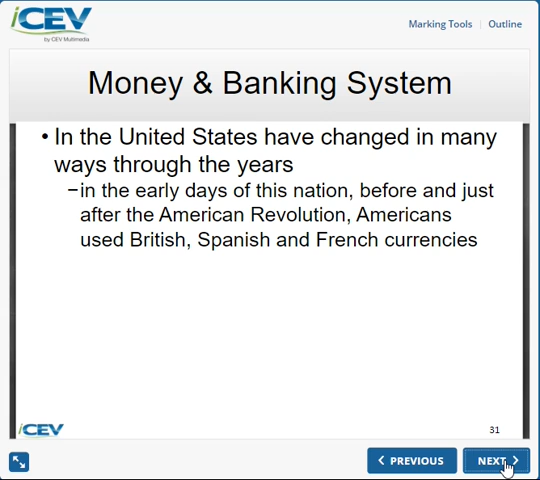 iCEV
by CEV Multimedia
Marking Tools | Outline
Money & Banking System
• In the United States have changed in many
ways through the years
–in the early days of this nation, before and just
after the American Revolution, Americans
used British, Spanish and French currencies
iCEV
31
PREVIOUS
NEXT